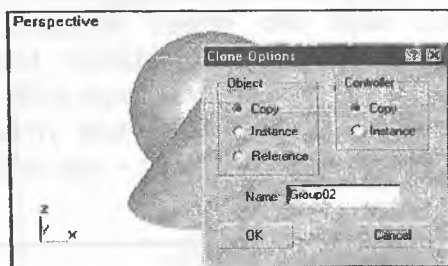 Perspective
Clone Options
Object
Controller
Copy
Copy
Instance
Instance
Reference
Name: Group02
OK
Cancel
z
y x